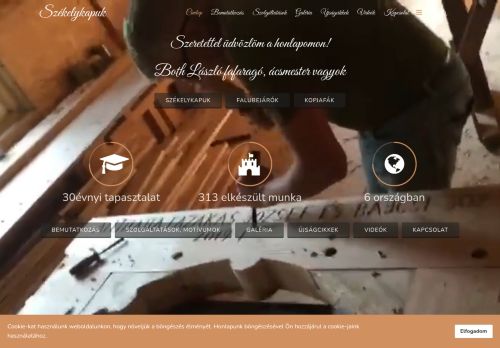 Székelykapuk
Címlap Bemutatkozás Szolgáltatásaink Galéria Újságcikkek Videók Kapcsolat
Szeretettel üdvözlöm a honlapomon!
Both László fafaragó, ácsmester vagyok
SZÉKELYKAPUK FALUBEJÁRÓK KOPJAFÁK
30évnyi tapasztalat 313 elkészült munka 6 országban
BEMUTATKOZÁS SZOLGÁLTATÁSOK, MOTÍVUMOK GALÉRIA ÚJSÁGCIKKEK VIDEÓK KAPCSOLAT
Cookie-kat használunk weboldalunkon, hogy növeljük a böngészés élményét. Honlapunk böngészésével Ön hozzájárul a cookie-jaink
használatához.
Elfogadom